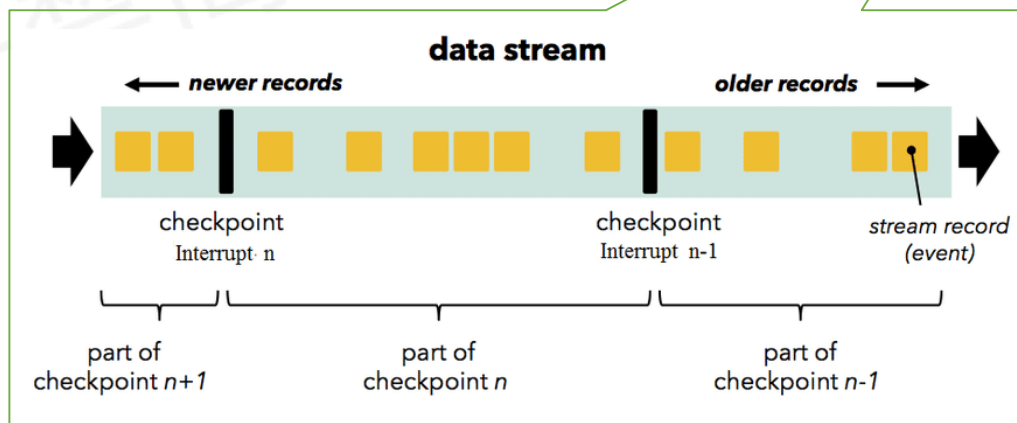 data stream
newer records
older records
checkpoint
Interrupt n
checkpoint
Interrupt n-1
stream record
(event)
part of
checkpoint n+1
part of
checkpoint n
part of
checkpoint n-1